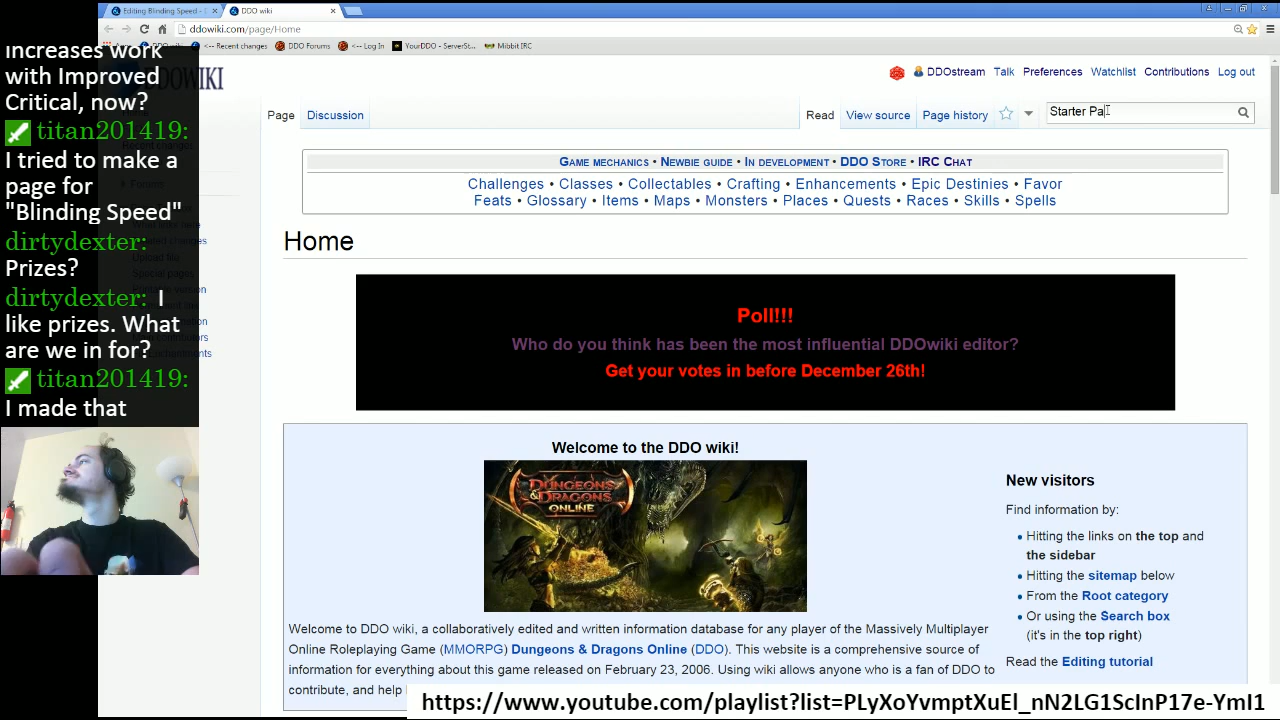 Editing Blinding Speed - S
DDO wiki
ddowiki.com/page/Home
<-- Recent changes
DDO Forums
<-- Log In
YourDDO - ServerSt...
Mibbit IRC
increases work
with Improved
Critical, now?
titan201419:
I tried to make a
page for
"Blinding Speed"
dirtydexter:
Prizes?
dirtydexter: I
like prizes. What
are we in for?
titan201419:
I made that
DDOWIKI
DDOstream Talk Preferences Watchlist Contributions Log out
Page Discussion
Read View source Page history
Starter Pa
Game mechanics • Newbie guide • In development • DDO Store • IRC Chat
Challenges • Classes • Collectables • Crafting • Enhancements • Epic Destinies • Favor
Feats • Glossary • Items • Maps • Monsters • Places • Quests • Races • Skills • Spells
Home
Poll!!!
Who do you think has been the most influential DDOwiki editor?
Get your votes in before December 26th!
Welcome to the DDO wiki!
DUNGEONS & DRAGONS
ONLINE
Welcome to DDO wiki, a collaboratively edited and written information database for any player of the Massively Multiplayer
Online Roleplaying Game (MMORPG) Dungeons & Dragons Online (DDO). This website is a comprehensive source of
information for everything about this game released on February 23, 2006. Using wiki allows anyone who is a fan of DDO to
contribute, and help
New visitors
Find information by:
• Hitting the links on the top and
the sidebar
• Hitting the sitemap below
• From the Root category
• Or using the Search box
(it's in the top right)
Read the Editing tutorial
https://www.youtube.com/playlist?list=PLyXoYvmptXuEl_nN2LG1ScInP17e-YmI1